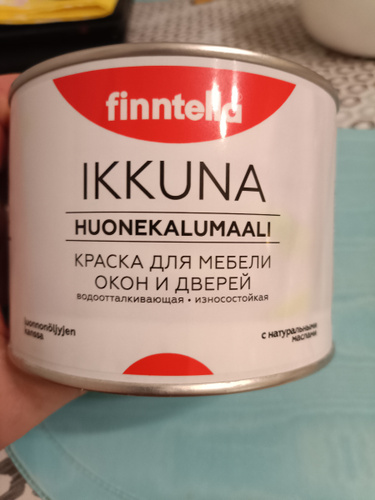 finntella
IKKUNA
HUONEKALUMAALI
КРАСКА ДЛЯ МЕБЕЛИ
ОКОН И ДВЕРЕЙ
водоотталкивающая • износостойкая
luonnonöljyjen
kanssa
с натуральными
маслами